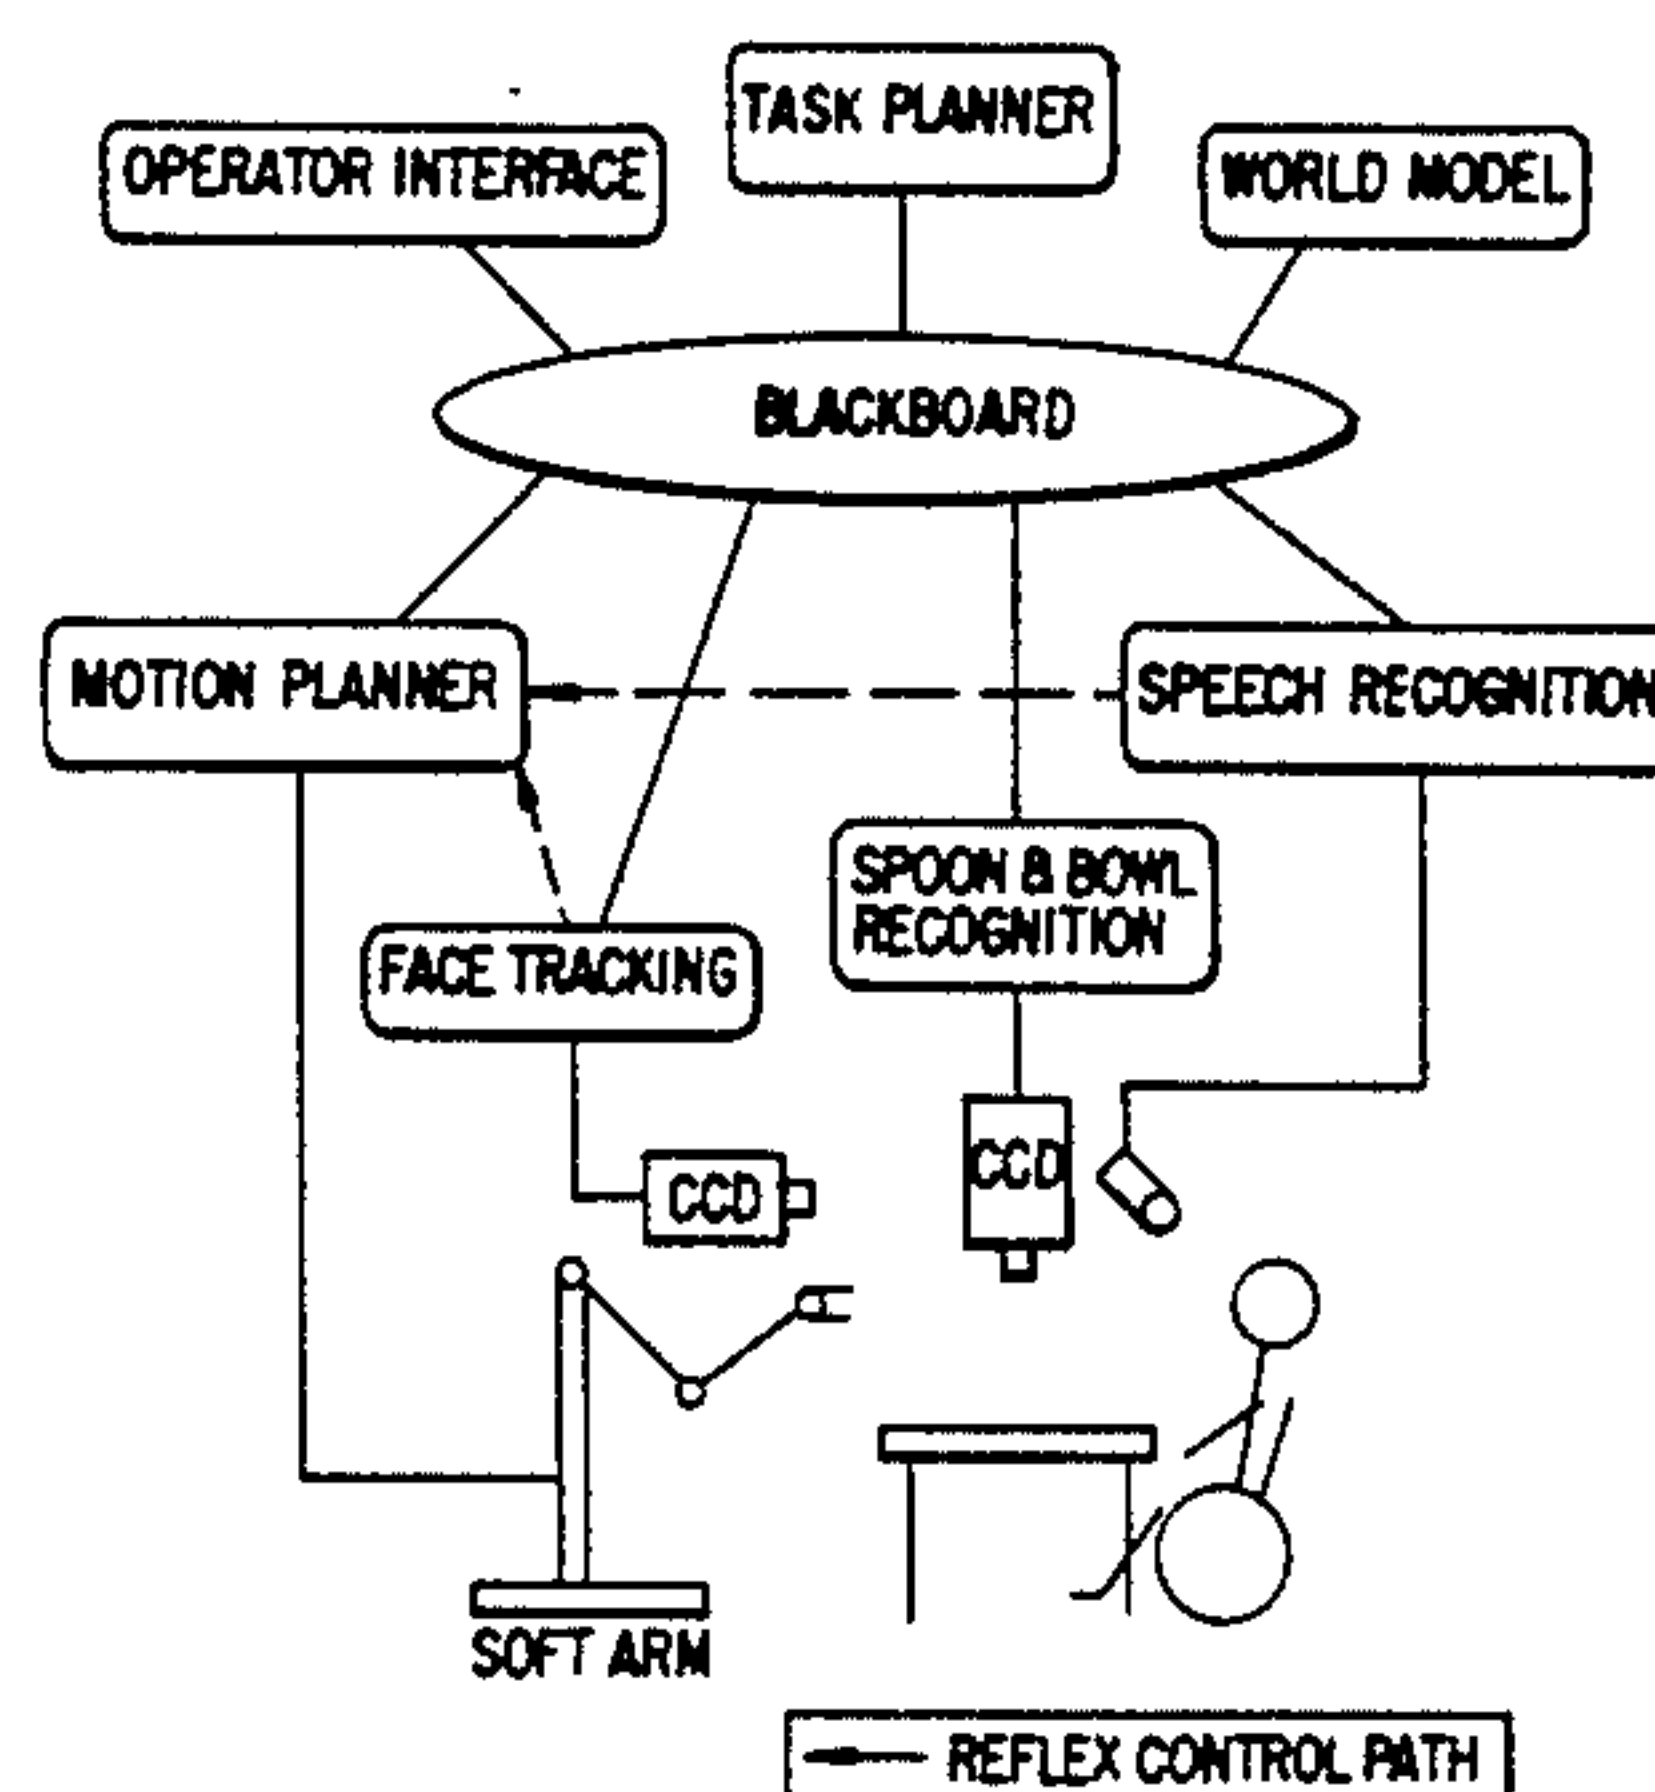 TASK PLANNER
OPERATOR INTERFACE
WORLD MODEL
BLACKBOARD
MOTION PLANNER
SPEECH RECOGNITION
SPOON & BOWL
RECOGNITION
FACE TRACKING
CCD
CCD
SOFT ARM
REFLEX CONTROL PATH